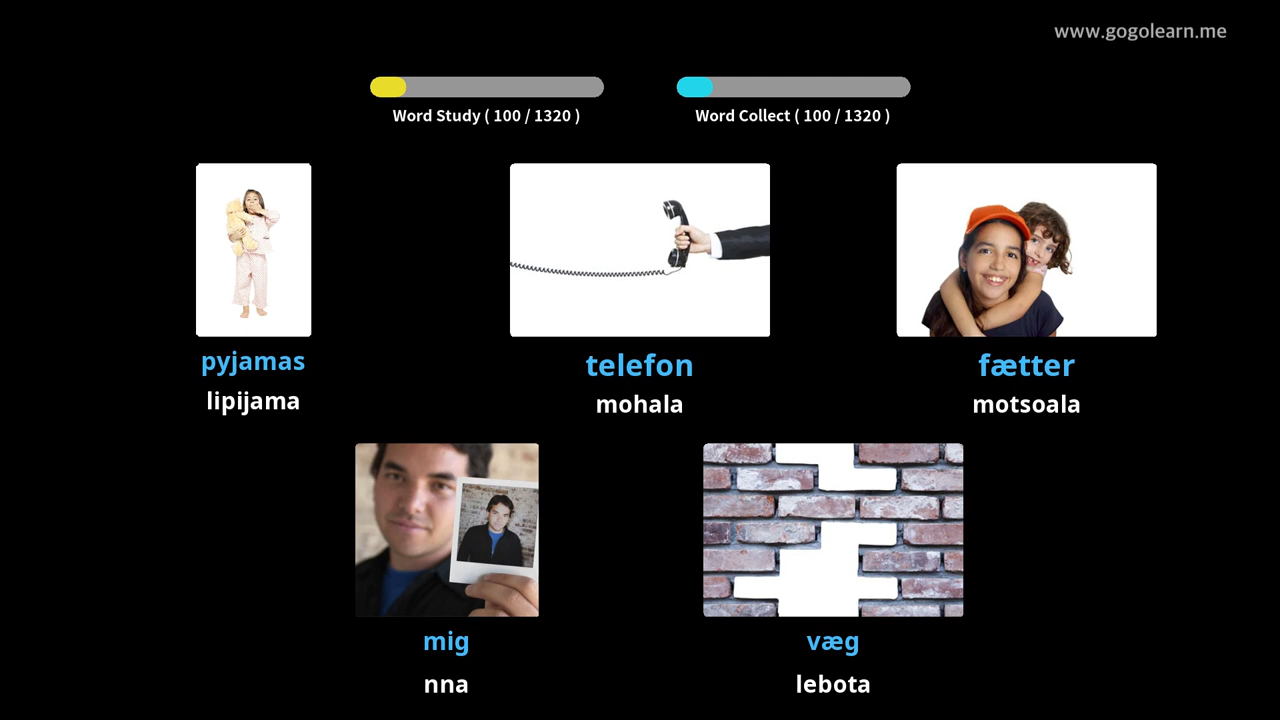 www.gogolearn.me
Word Study ( 100 / 1320 )
Word Collect ( 100 / 1320 )
pyjamas
lipijama
telefon
mohala
fætter
motsoala
mig
nna
væg
lebota